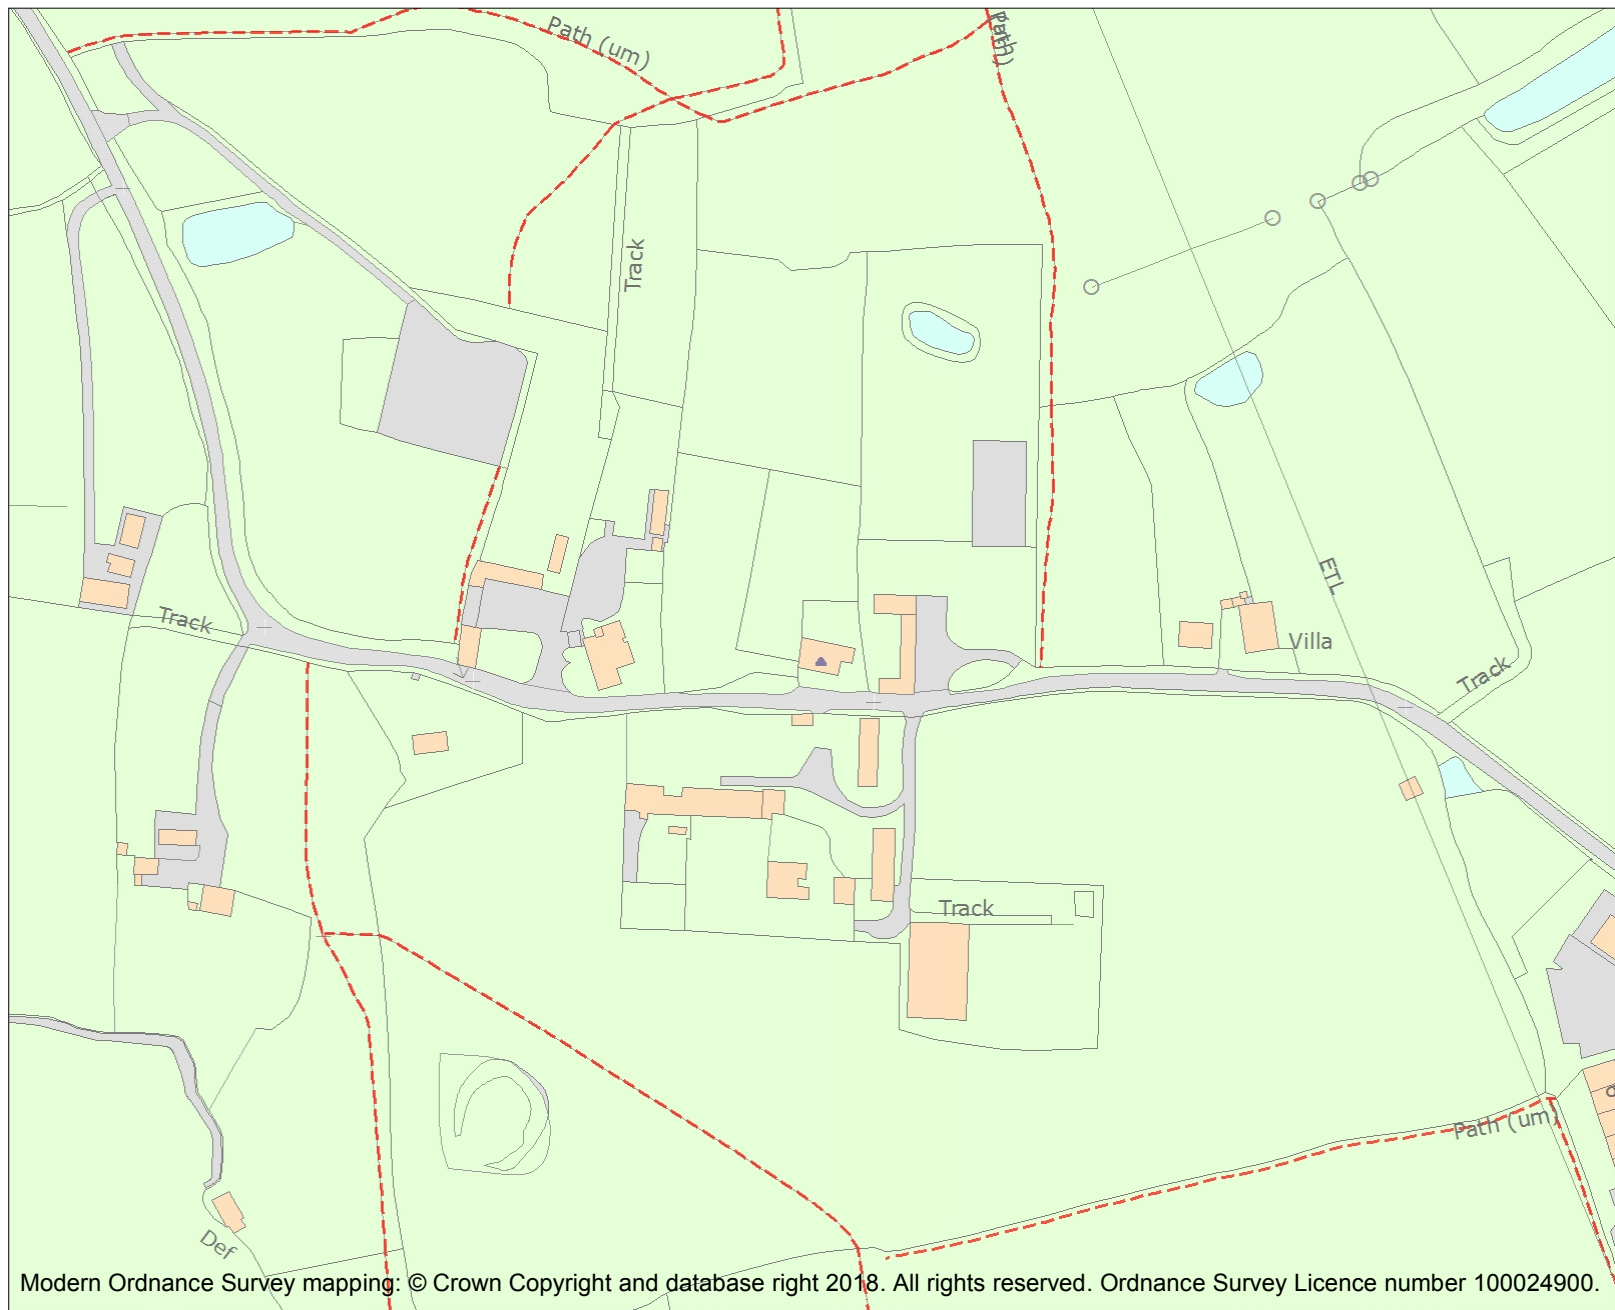 Path (um)
Path
Track
ETL
Track
Villa
Track
Track
Path (um)
Def
Modern Ordnance Survey mapping: © Crown Copyright and database right 2018. All rights reserved. Ordnance Survey Licence number 100024900.